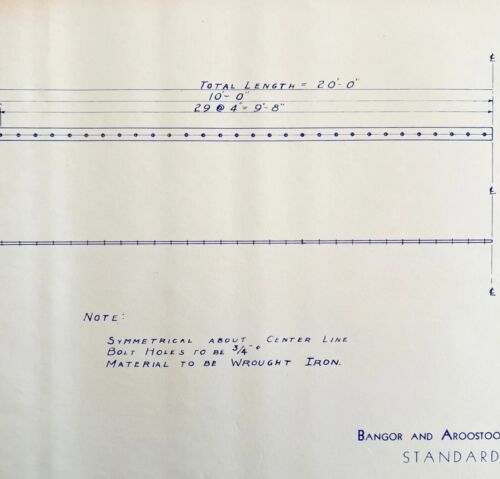 TOTAL LENGTH = 20'-0"
10'-0"
29 @ 4" = 9'-8"
NOTE:
SYMMETRICAL ABOUT CENTER LINE
BOLT HOLES TO BE 3/4" ø
MATERIAL TO BE WROUGHT IRON.
BANGOR AND AROOSTOO
STANDARD